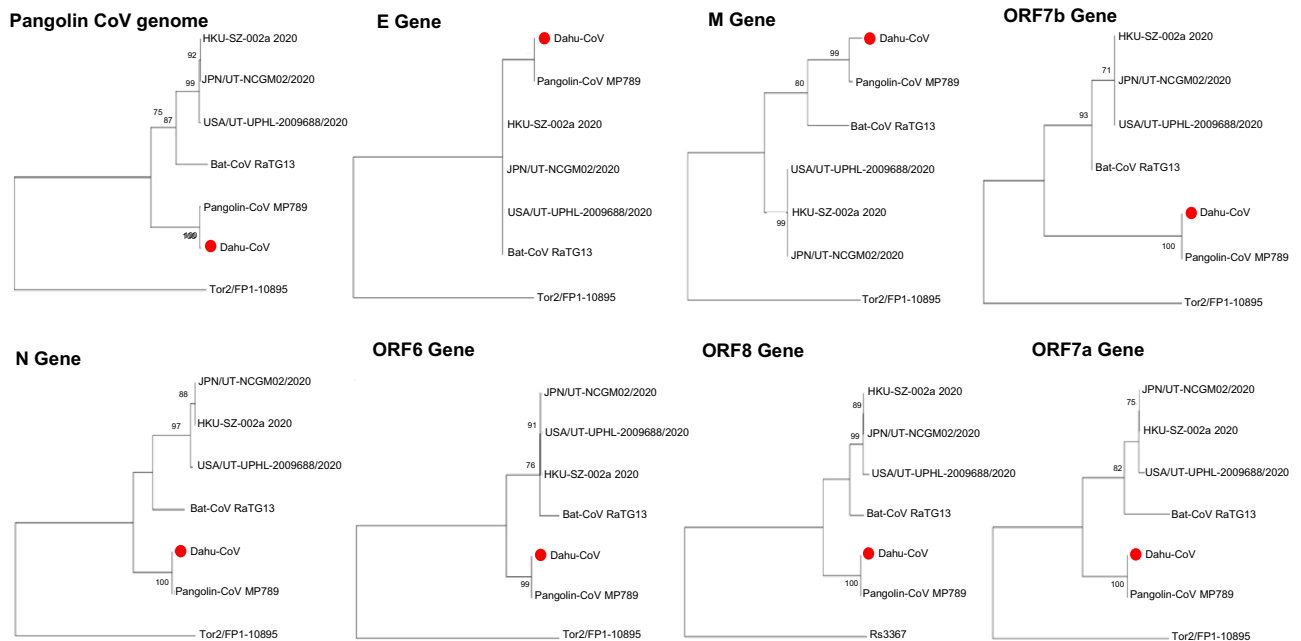 Pangolin CoV genome
HKU-SZ-002a 2020
92
JPN/UT-NCGM02/2020
99
USA/UT-UPHL-2009688/2020
75
87
Bat-CoV RaTG13
Pangolin-CoV MP789
100
Dahu-CoV
Tor2/FP1-10895
E Gene
Dahu-CoV
Pangolin-CoV MP789
HKU-SZ-002a 2020
JPN/UT-NCGM02/2020
USA/UT-UPHL-2009688/2020
Bat-CoV RaTG13
Tor2/FP1-10895
M Gene
Dahu-CoV
99
Pangolin-CoV MP789
80
Bat-CoV RaTG13
USA/UT-UPHL-2009688/2020
HKU-SZ-002a 2020
99
JPN/UT-NCGM02/2020
Tor2/FP1-10895
ORF7b Gene
HKU-SZ-002a 2020
71
JPN/UT-NCGM02/2020
93
USA/UT-UPHL-2009688/2020
Bat-CoV RaTG13
Dahu-CoV
100
Pangolin-CoV MP789
Tor2/FP1-10895
N Gene
JPN/UT-NCGM02/2020
88
HKU-SZ-002a 2020
97
USA/UT-UPHL-2009688/2020
Bat-CoV RaTG13
Dahu-CoV
100
Pangolin-CoV MP789
Tor2/FP1-10895
ORF6 Gene
JPN/UT-NCGM02/2020
91
USA/UT-UPHL-2009688/2020
76
HKU-SZ-002a 2020
Bat-CoV RaTG13
Dahu-CoV
99
Pangolin-CoV MP789
Tor2/FP1-10895
ORF8 Gene
HKU-SZ-002a 2020
89
JPN/UT-NCGM02/2020
99
USA/UT-UPHL-2009688/2020
Bat-CoV RaTG13
Dahu-CoV
100
Pangolin-CoV MP789
Rs3367
ORF7a Gene
JPN/UT-NCGM02/2020
75
HKU-SZ-002a 2020
82
USA/UT-UPHL-2009688/2020
Bat-CoV RaTG13
Dahu-CoV
100
Pangolin-CoV MP789
Tor2/FP1-10895